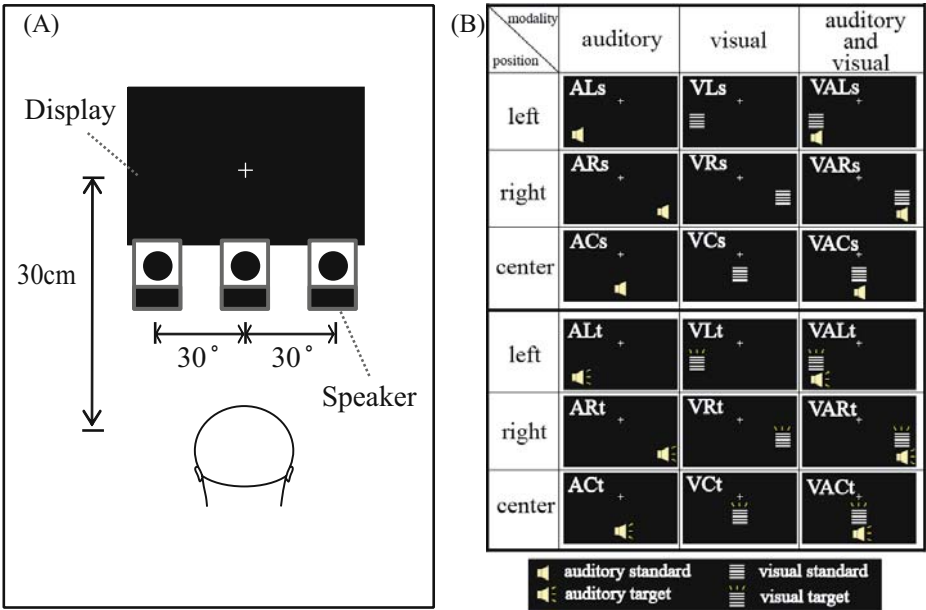 (A)
Display
30cm
30°
30°
Speaker
(B)
modality
position
auditory
visual
auditory
and
visual
left
ALs
VLs
VALs
right
ARs
VRs
VARs
center
ACs
VCs
VACs
left
ALt
VLt
VALt
right
ARt
VRt
VARt
center
ACt
VCt
VACt
auditory standard
visual standard
auditory target
visual target